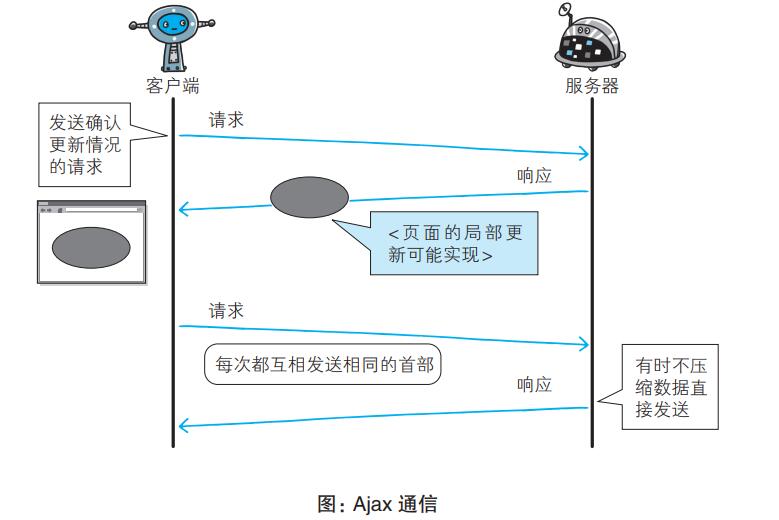 客户端
服务器
发送确认
更新情况
的请求
请求
响应
<页面的局部更
新可能实现>
请求
每次都互相发送相同的首部
响应
有时不压
缩数据直
接发送
图：Ajax 通信